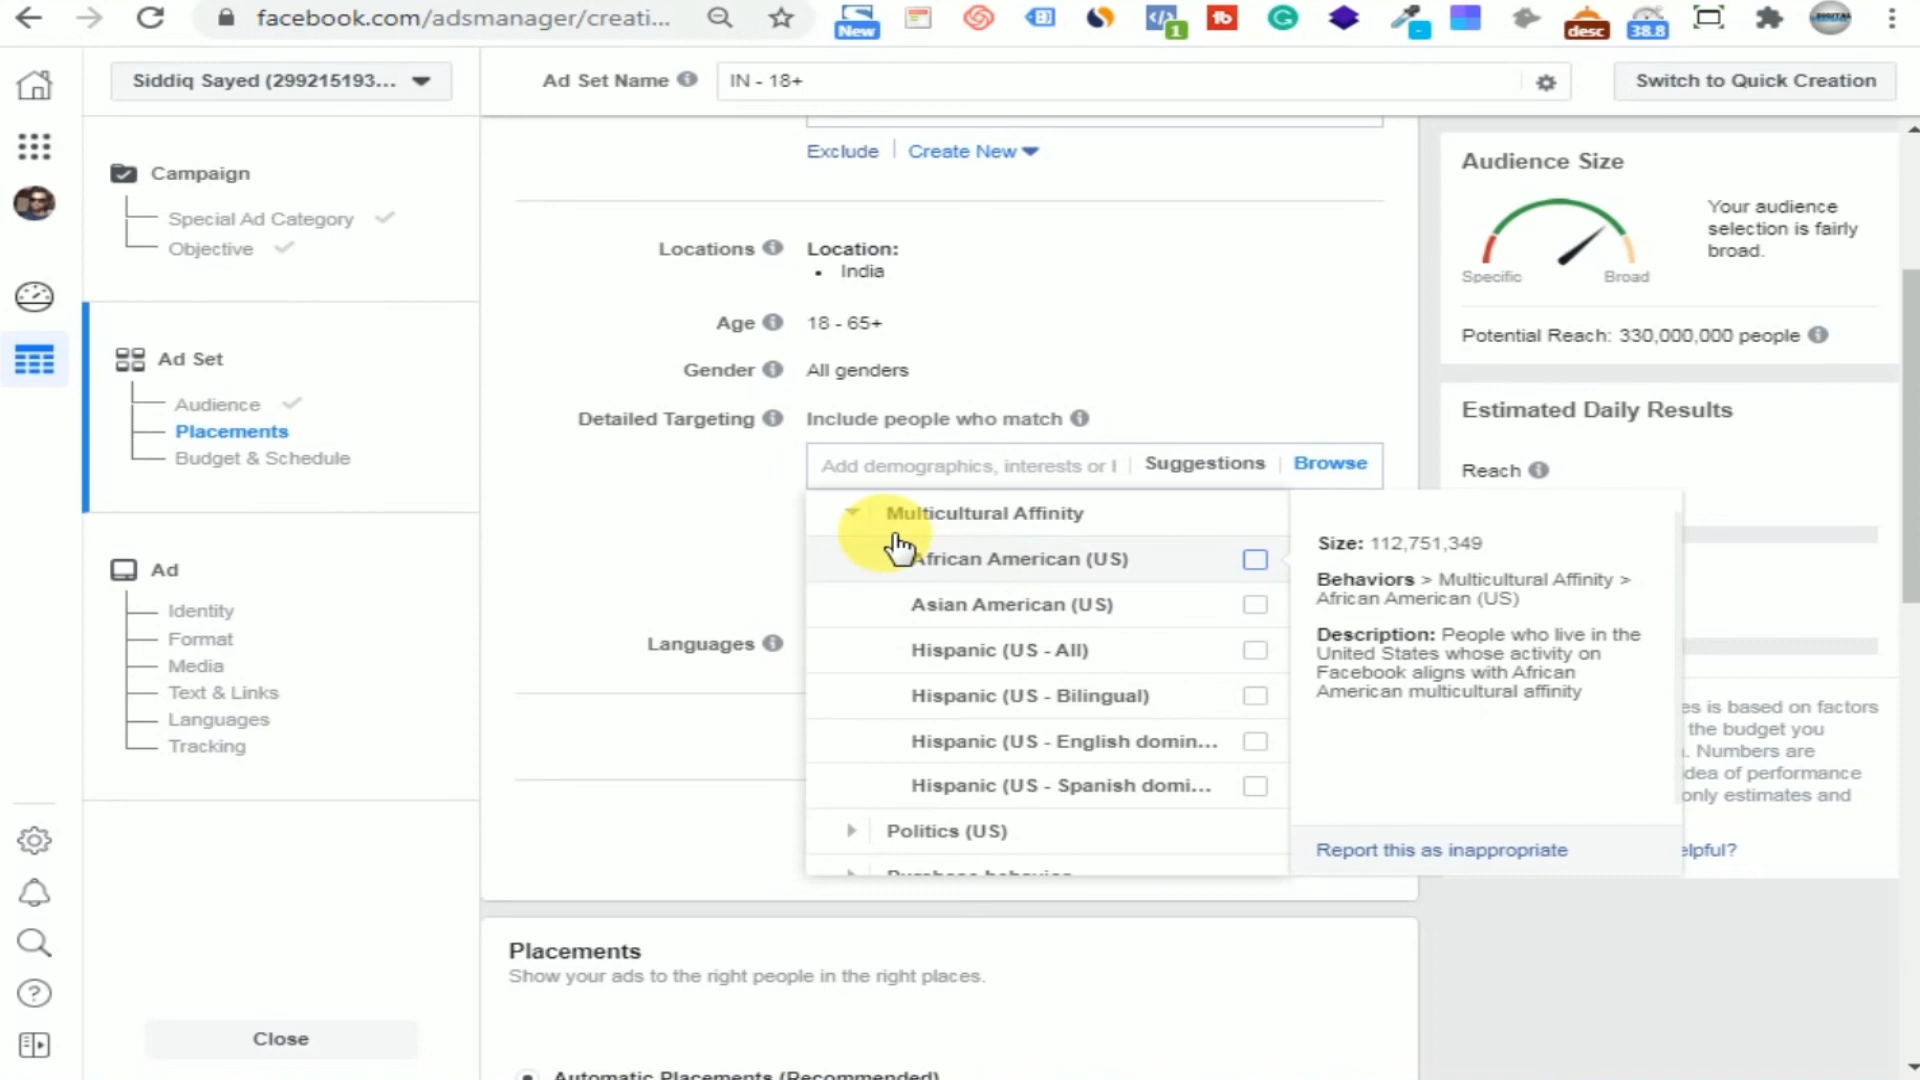 facebook.com/adsmanager/creati...
New
1
desc
38.8
Siddiq Sayed (299215193...
Ad Set Name
IN - 18+
Switch to Quick Creation
Campaign
Special Ad Category
Objective
Ad Set
Audience
Placements
Budget & Schedule
Ad
Identity
Format
Media
Text & Links
Languages
Tracking
Close
Exclude
Create New
Locations
Location:
• India
Age
18 - 65+
Gender
All genders
Detailed Targeting
Include people who match
Add demographics, interests or
Suggestions
Browse
Multicultural Affinity
African American (US)
Asian American (US)
Hispanic (US - All)
Hispanic (US - Bilingual)
Hispanic (US - English domin...
Hispanic (US - Spanish domi...
Politics (US)
Languages
Size: 112,751,349
Behaviors > Multicultural Affinity >
African American (US)
Description: People who live in the
United States whose activity on
Facebook aligns with African
American multicultural affinity
Report this as inappropriate
Placements
Show your ads to the right people in the right places.
Automatic Placements (Recommended)
Audience Size
Your audience
selection is fairly
broad.
Specific
Broad
Potential Reach: 330,000,000 people
Estimated Daily Results
Reach
is based on factors
the budget you
Numbers are
of performance
only estimates and